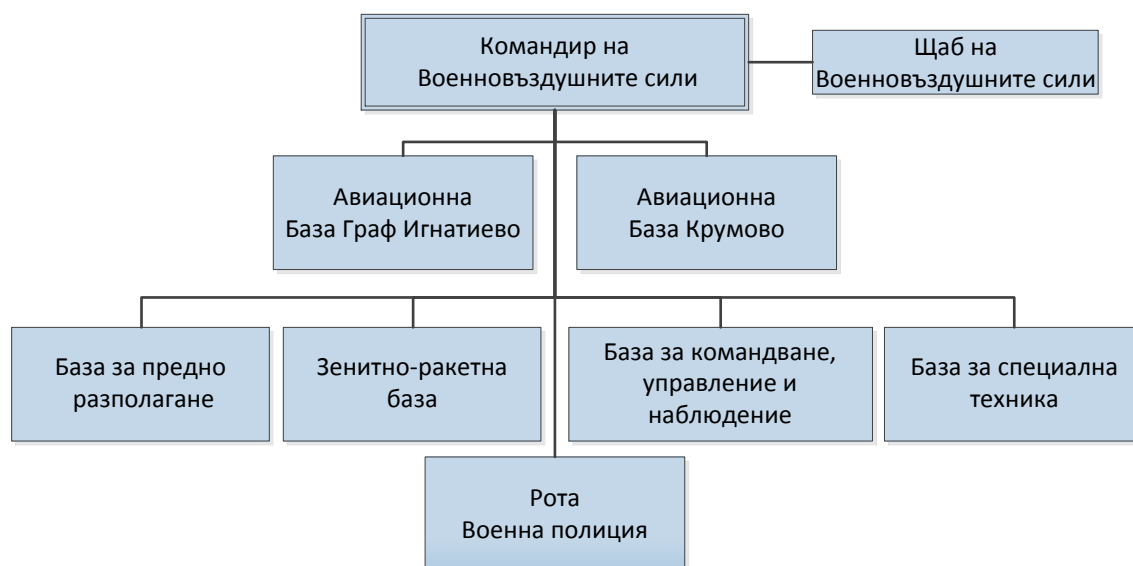 Командир на
Военновъздушните сили
Щаб на
Военновъздушните сили
Авиационна
База Граф Игнатиево
Авиационна
База Крумово
База за предно
разполагане
Зенитно-ракетна
база
База за командване,
управление и
наблюдение
База за специална
техника
Рота
Военна полиция